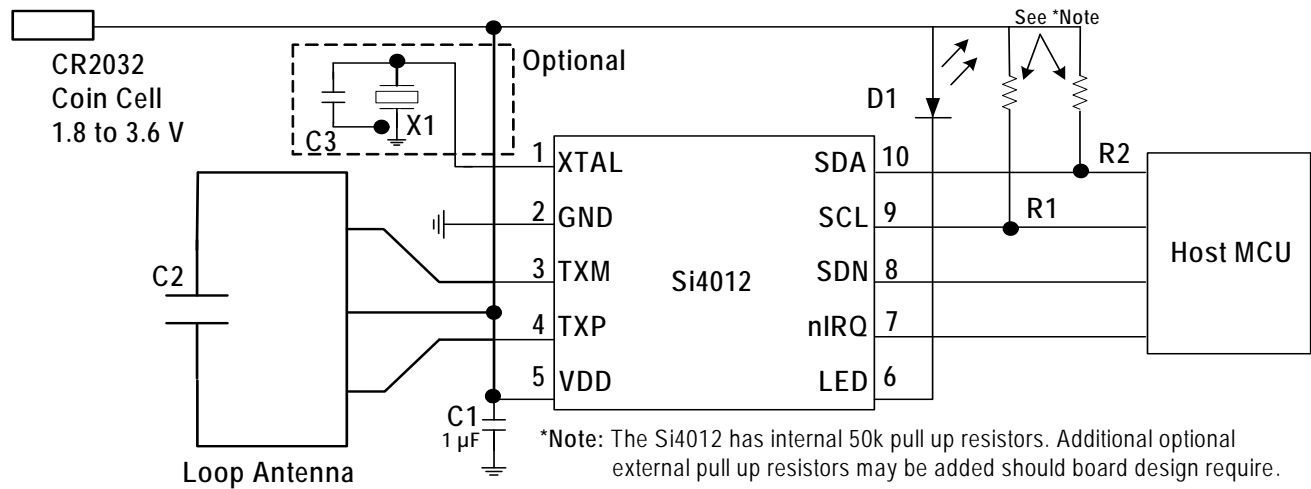 See *Note
CR2032
Coin Cell
1.8 to 3.6 V
Optional
C3
X1
D1
1 XTAL
SDA 10
R2
2 GND
SCL 9
R1
C2
3 TXM
Si4012
SDN 8
Host MCU
4 TXP
nIRQ 7
5 VDD
LED 6
C1
1 µF
Loop Antenna
*Note: The Si4012 has internal 50k pull up resistors. Additional optional
external pull up resistors may be added should board design require.